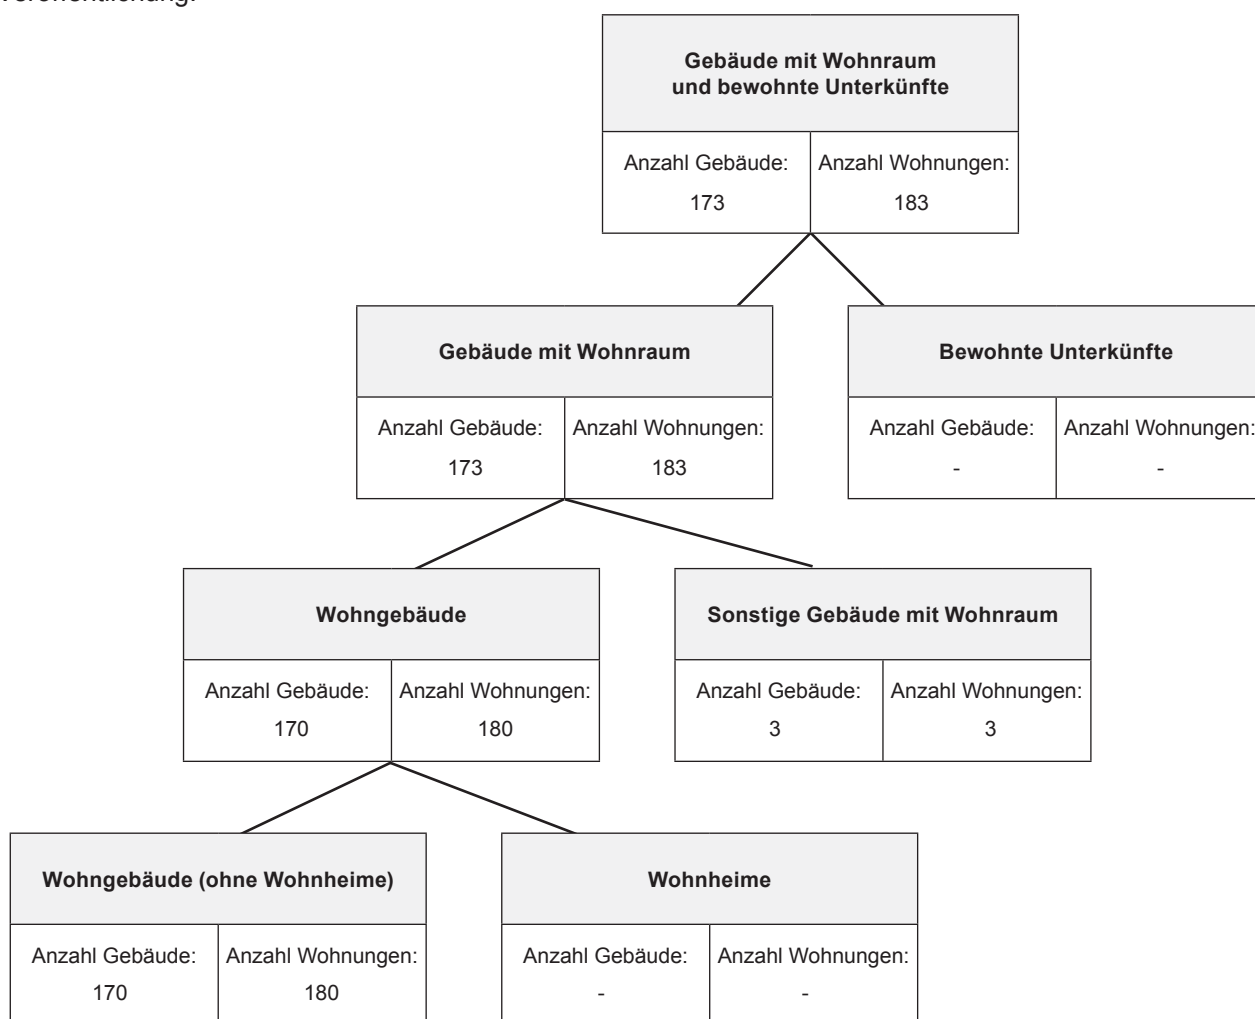 Veröffentlichung.
Gebäude mit Wohnraum
und bewohnte Unterkünfte
Anzahl Gebäude: Anzahl Wohnungen:
173 183
Gebäude mit Wohnraum
Bewohnte Unterkünfte
Anzahl Gebäude: Anzahl Wohnungen:
173 183
Anzahl Gebäude: Anzahl Wohnungen:
- -
Wohngebäude
Sonstige Gebäude mit Wohnraum
Anzahl Gebäude: Anzahl Wohnungen:
170 180
Anzahl Gebäude: Anzahl Wohnungen:
3 3
Wohngebäude (ohne Wohnheime)
Wohnheime
Anzahl Gebäude: Anzahl Wohnungen:
170 180
Anzahl Gebäude: Anzahl Wohnungen:
- -